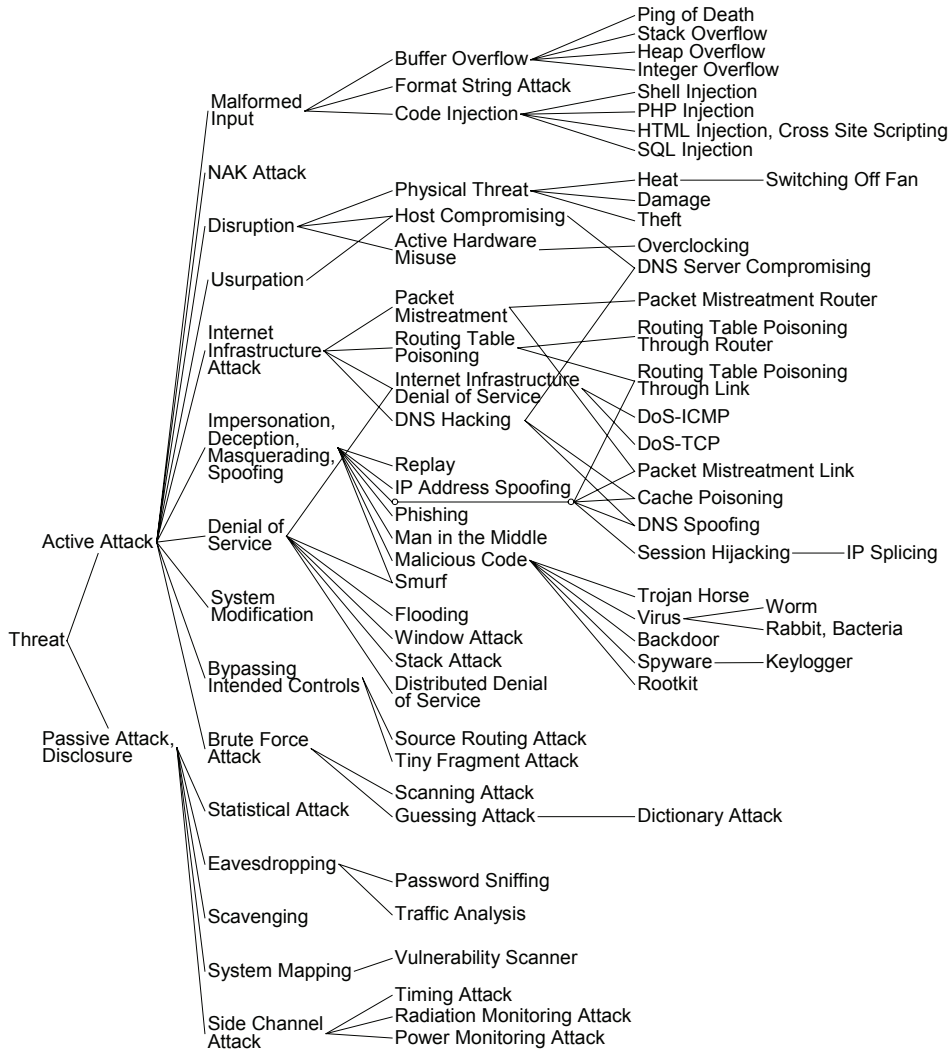 Ping of Death
Stack Overflow
Buffer Overflow
Heap Overflow
Integer Overflow
Format String Attack
Shell Injection
Malformed
Input
Code Injection
PHP Injection
HTML Injection, Cross Site Scripting
SQL Injection
NAK Attack
Heat
Switching Off Fan
Physical Threat
Damage
Host Compromising
Theft
Disruption
Active Hardware
Misuse
Overclocking
DNS Server Compromising
Usurpation
Packet
Mistreatment
Packet Mistreatment Router
Internet
Infrastructure
Attack
Routing Table
Poisoning
Routing Table Poisoning
Through Router
Internet Infrastructure
Denial of Service
Routing Table Poisoning
Through Link
DNS Hacking
DoS-ICMP
DoS-TCP
Impersonation,
Deception,
Masquerading,
Spoofing
Replay
Packet Mistreatment Link
IP Address Spoofing
Cache Poisoning
Phishing
DNS Spoofing
Active Attack
Denial of
Service
Man in the Middle
Session Hijacking
IP Splicing
Malicious Code
Smurf
Trojan Horse
System
Modification
Flooding
Virus
Worm
Rabbit, Bacteria
Threat
Window Attack
Backdoor
Stack Attack
Spyware
Keylogger
Bypassing
Intended Controls
Distributed Denial
of Service
Rootkit
Passive Attack,
Disclosure
Brute Force
Attack
Source Routing Attack
Tiny Fragment Attack
Scanning Attack
Statistical Attack
Guessing Attack
Dictionary Attack
Eavesdropping
Password Sniffing
Scavenging
Traffic Analysis
System Mapping
Vulnerability Scanner
Side Channel
Attack
Timing Attack
Radiation Monitoring Attack
Power Monitoring Attack